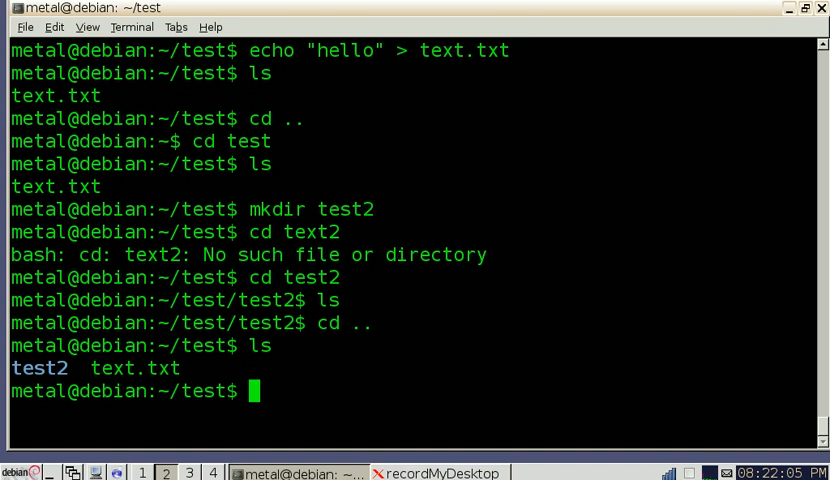 metal@debian: ~/test
File Edit View Terminal Tabs Help
metal@debian:~/test$ echo "hello" > text.txt
metal@debian:~/test$ ls
text.txt
metal@debian:~/test$ cd ..
metal@debian:~$ cd test
metal@debian:~/test$ ls
text.txt
metal@debian:~/test$ mkdir test2
metal@debian:~/test$ cd text2
bash: cd: text2: No such file or directory
metal@debian:~/test$ cd test2
metal@debian:~/test/test2$ ls
metal@debian:~/test/test2$ cd ..
metal@debian:~/test$ ls
test2 text.txt
metal@debian:~/test$
debian 1 2 3 4 metal@debian: ~... recordMyDesktop 08:22:05 PM